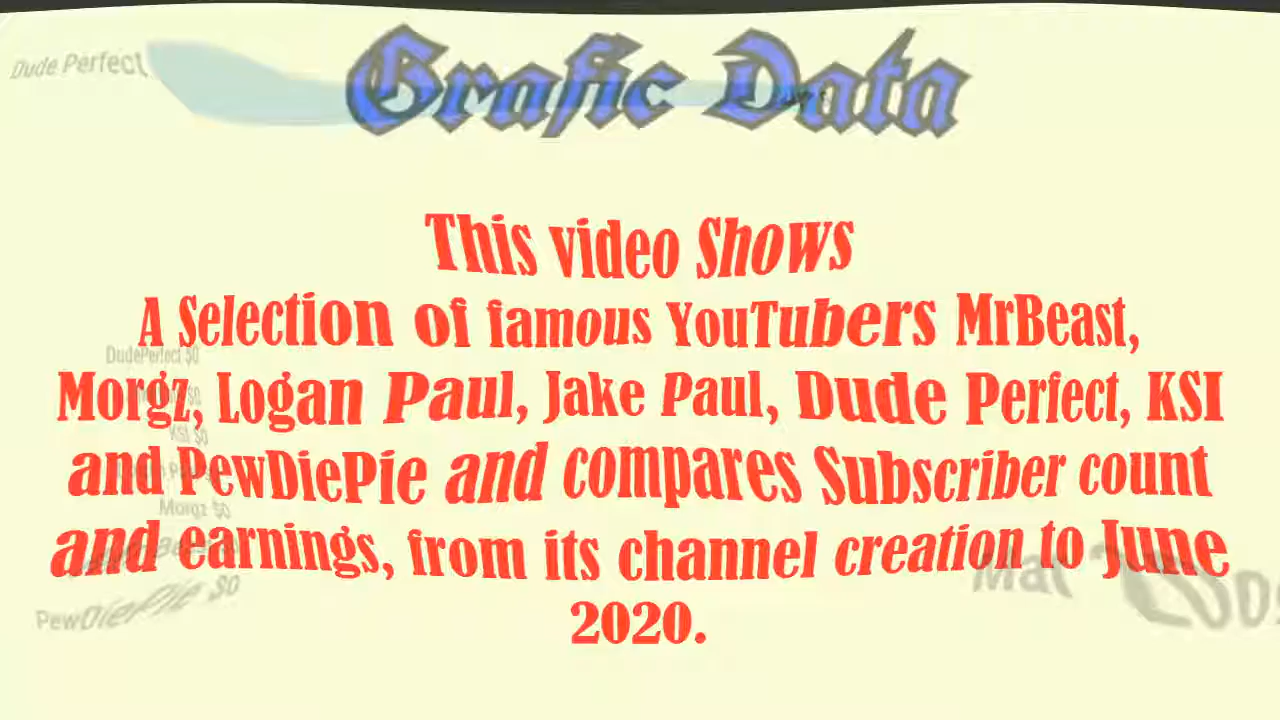 Grafic Data
Dude Perfect
This video Shows
A Selection of famous YouTubers MrBeast,
DudePerfect $0
Morgz, Logan Paul, Jake Paul, Dude Perfect, KSI
KSI $0
and PewDiePie and compares Subscriber count
Morgz $0
and earnings, from its channel creation to June
PewDiePie $0
2020.